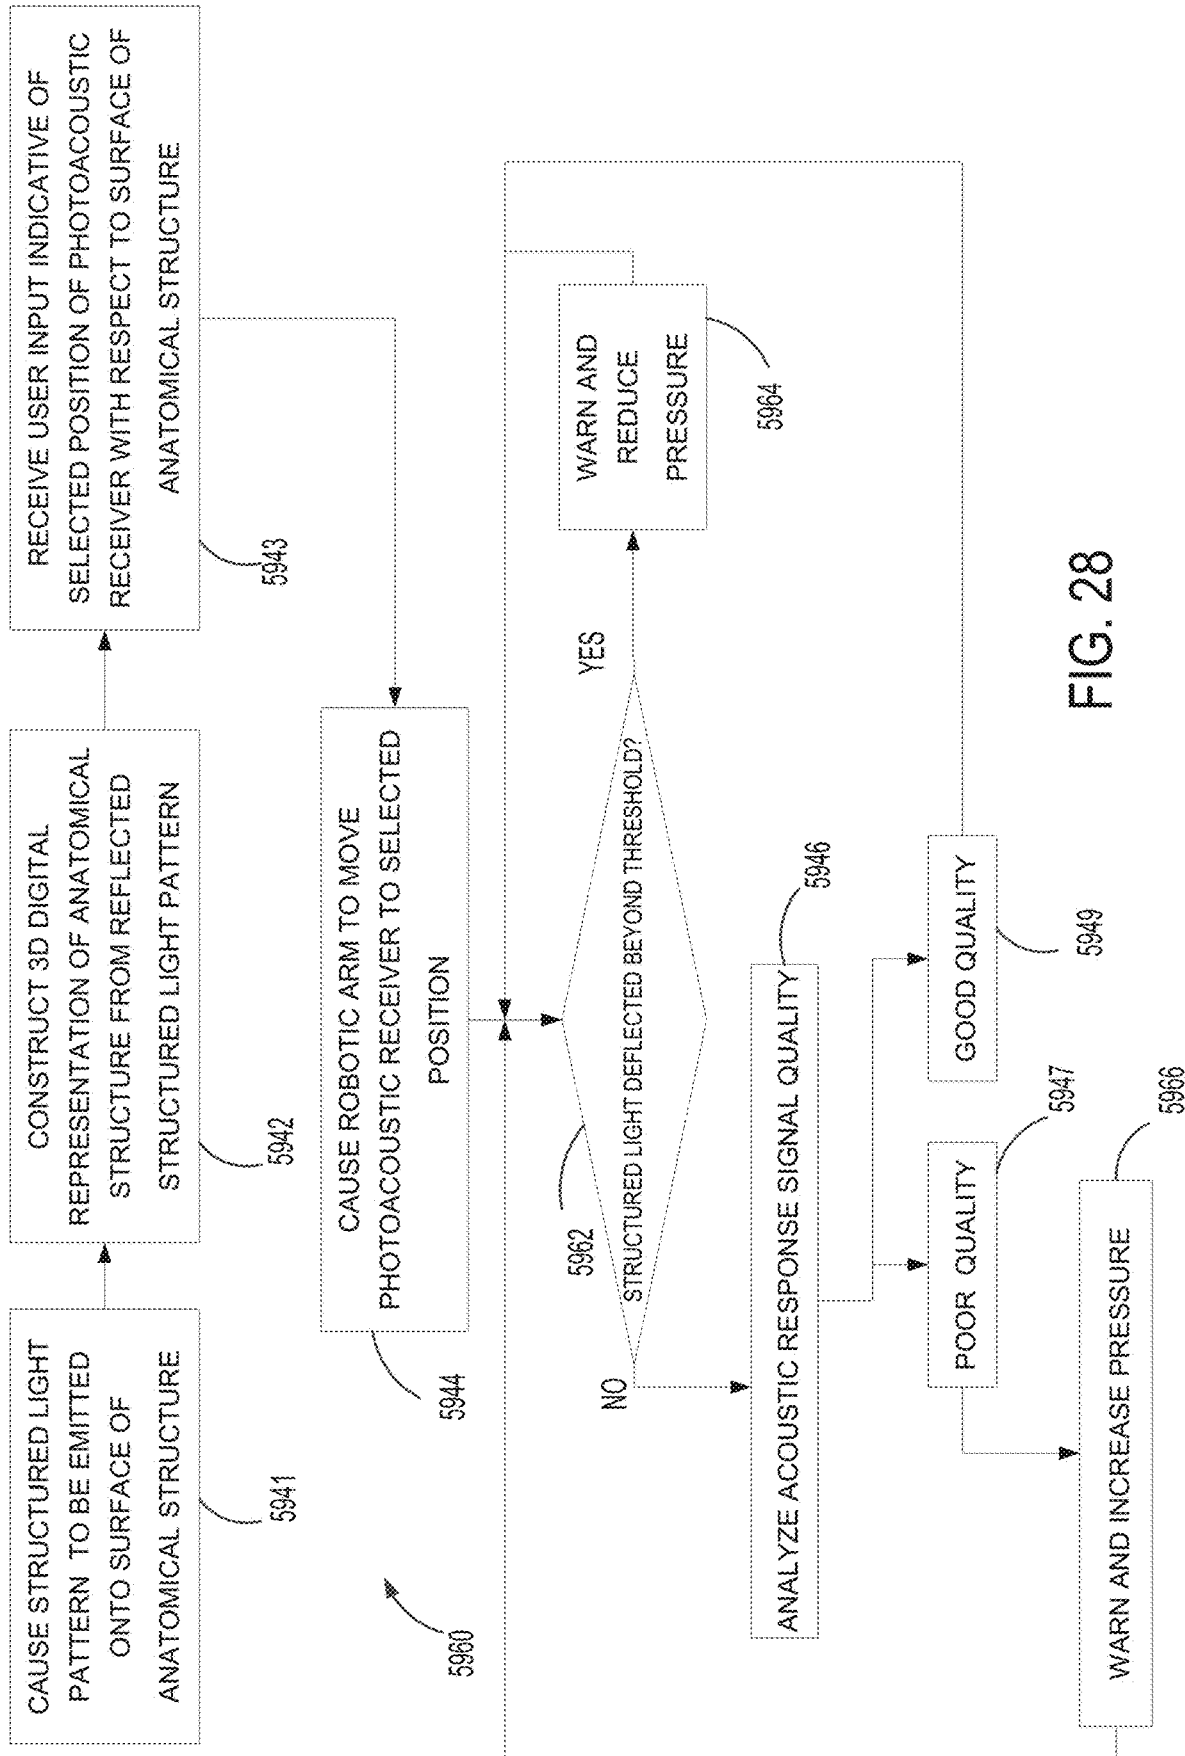 CAUSE STRUCTURED LIGHT
PATTERN TO BE EMITTED
ONTO SURFACE OF
ANATOMICAL STRUCTURE
5941
CONSTRUCT 3D DIGITAL
REPRESENTATION OF ANATOMICAL
STRUCTURE FROM REFLECTED
STRUCTURED LIGHT PATTERN
5942
RECEIVE USER INPUT INDICATIVE OF
SELECTED POSITION OF PHOTOACOUSTIC
RECEIVER WITH RESPECT TO SURFACE OF
ANATOMICAL STRUCTURE
5943
5960
CAUSE ROBOTIC ARM TO MOVE
PHOTOACOUSTIC RECEIVER TO SELECTED
POSITION
5944
5962
STRUCTURED LIGHT DEFLECTED BEYOND THRESHOLD?
NO
YES
WARN AND
REDUCE
PRESSURE
5964
ANALYZE ACOUSTIC RESPONSE SIGNAL QUALITY
5946
POOR QUALITY
5947
GOOD QUALITY
5949
WARN AND INCREASE PRESSURE
5966
FIG. 28